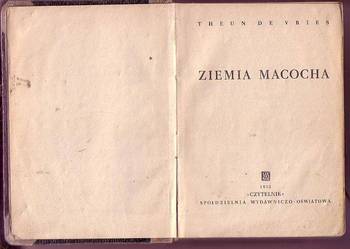 THEUN DE VRIES
ZIEMIA MACOCHA
1952
»CZYTELNIK«
SPÓŁDZIELNIA WYDAWNICZO-OŚWIATOWA